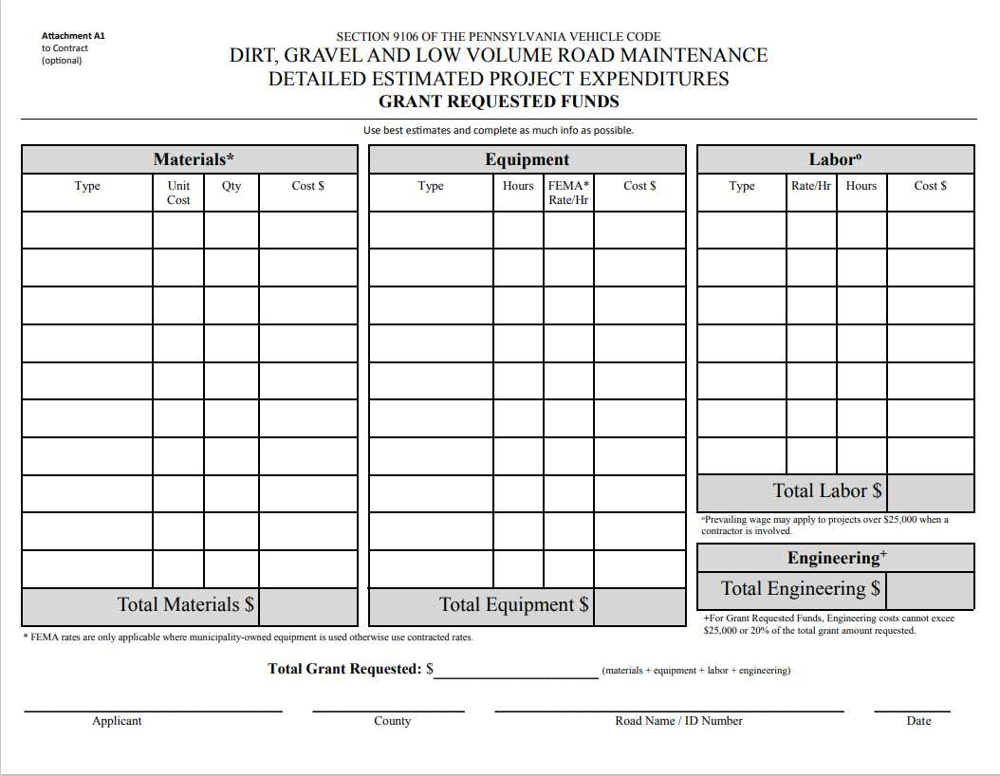 Attachment A1
to Contract
(optional)
SECTION 9106 OF THE PENNSYLVANIA VEHICLE CODE
DIRT, GRAVEL AND LOW VOLUME ROAD MAINTENANCE
DETAILED ESTIMATED PROJECT EXPENDITURES
GRANT REQUESTED FUNDS
Use best estimates and complete as much info as possible.
Materials*
Type
Unit
Cost
Qty
Cost $
Total Materials $
* FEMA rates are only applicable where municipality-owned equipment is used otherwise use contracted rates.
Equipment
Type
Hours
FEMA*
Rate/Hr
Cost $
Total Equipment $
Laborº
Type
Rate/Hr
Hours
Cost $
Total Labor $
ºPrevailing wage may apply to projects over $25,000 when a
contractor is involved.
Engineering+
Total Engineering $
+For Grant Requested Funds, Engineering costs cannot excee
$25,000 or 20% of the total grant amount requested.
Total Grant Requested: $ (materials + equipment + labor + engineering)
Applicant
County
Road Name / ID Number
Date